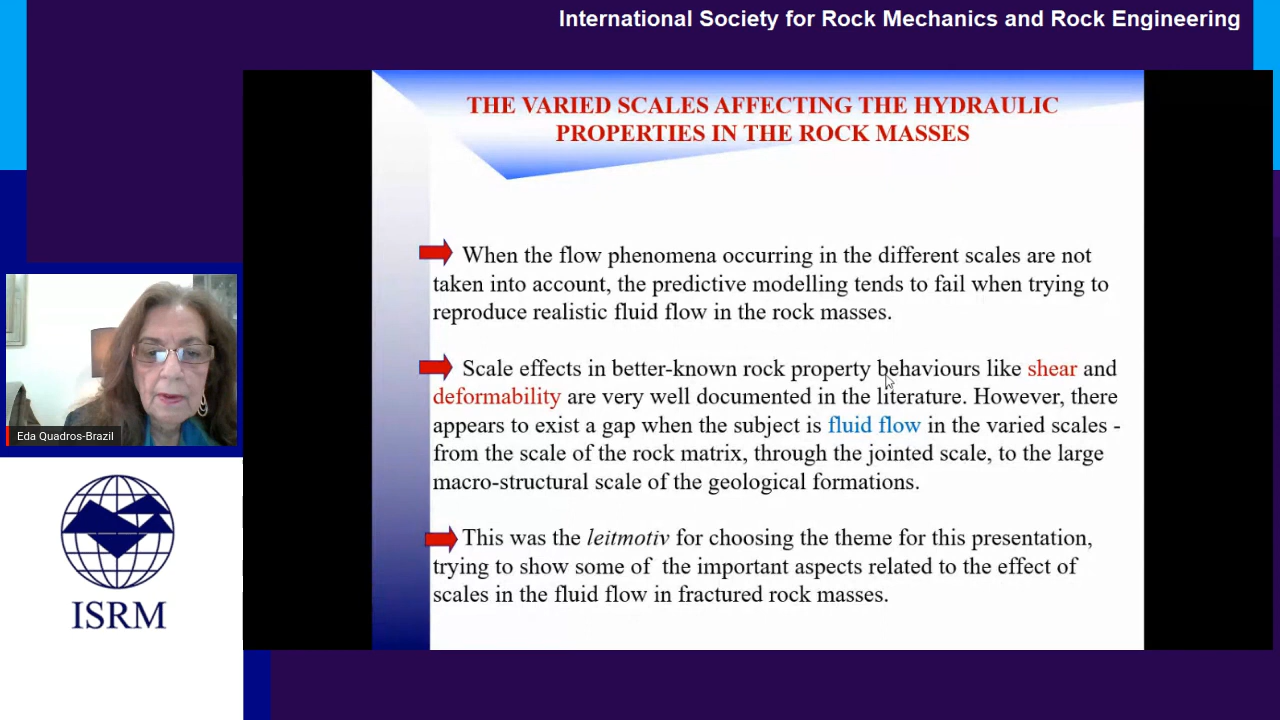 International Society for Rock Mechanics and Rock Engineering
THE VARIED SCALES AFFECTING THE HYDRAULIC
PROPERTIES IN THE ROCK MASSES
When the flow phenomena occurring in the different scales are not
taken into account, the predictive modelling tends to fail when trying to
reproduce realistic fluid flow in the rock masses.
Scale effects in better-known rock property behaviours like shear and
deformability are very well documented in the literature. However, there
appears to exist a gap when the subject is fluid flow in the varied scales -
from the scale of the rock matrix, through the jointed scale, to the large
macro-structural scale of the geological formations.
This was the leitmotiv for choosing the theme for this presentation,
trying to show some of the important aspects related to the effect of
scales in the fluid flow in fractured rock masses.
Eda Quadros-Brazil
ISRM